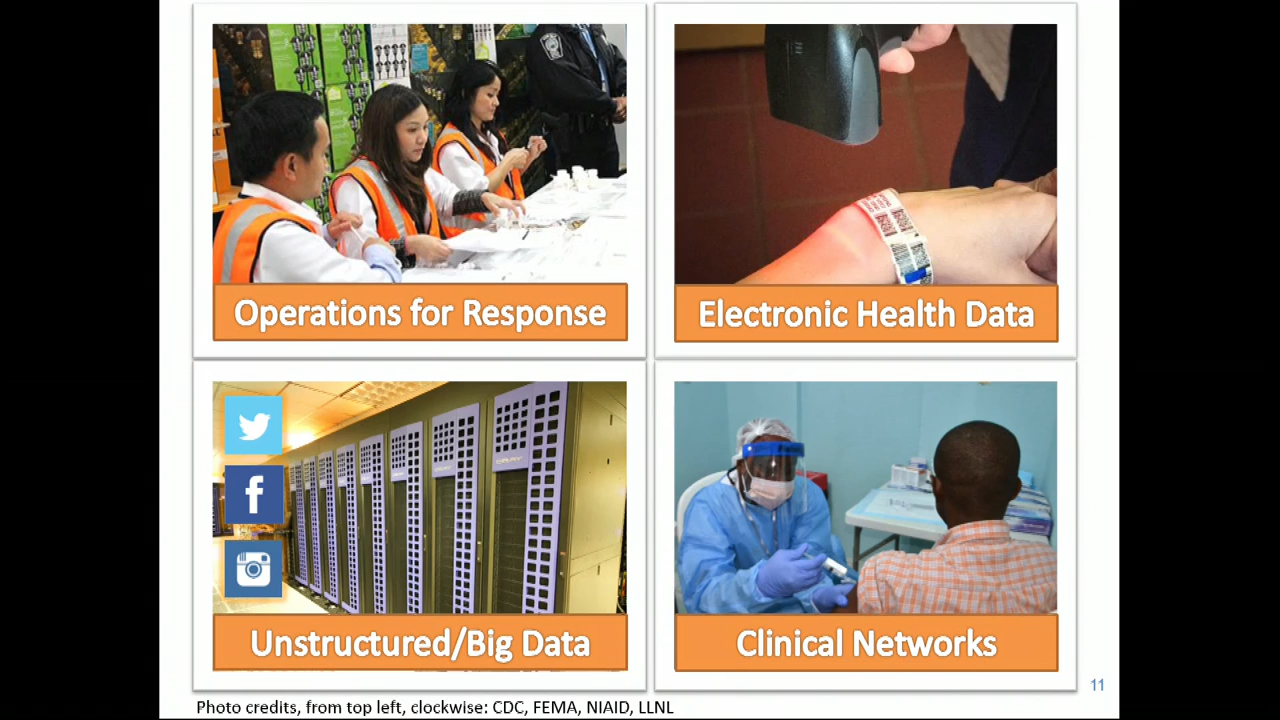 Operations for Response
Electronic Health Data
f
Unstructured/Big Data
Clinical Networks
11
Photo credits, from top left, clockwise: CDC, FEMA, NIAID, LLNL